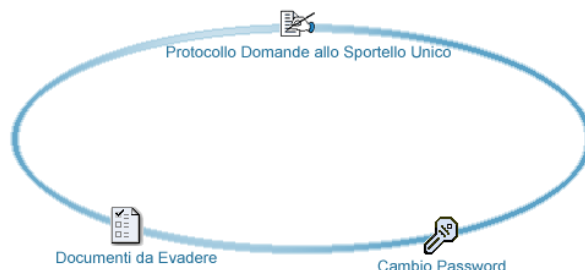 Protocollo Domande allo Sportello Unico
Documenti da Evadere
Cambio Password